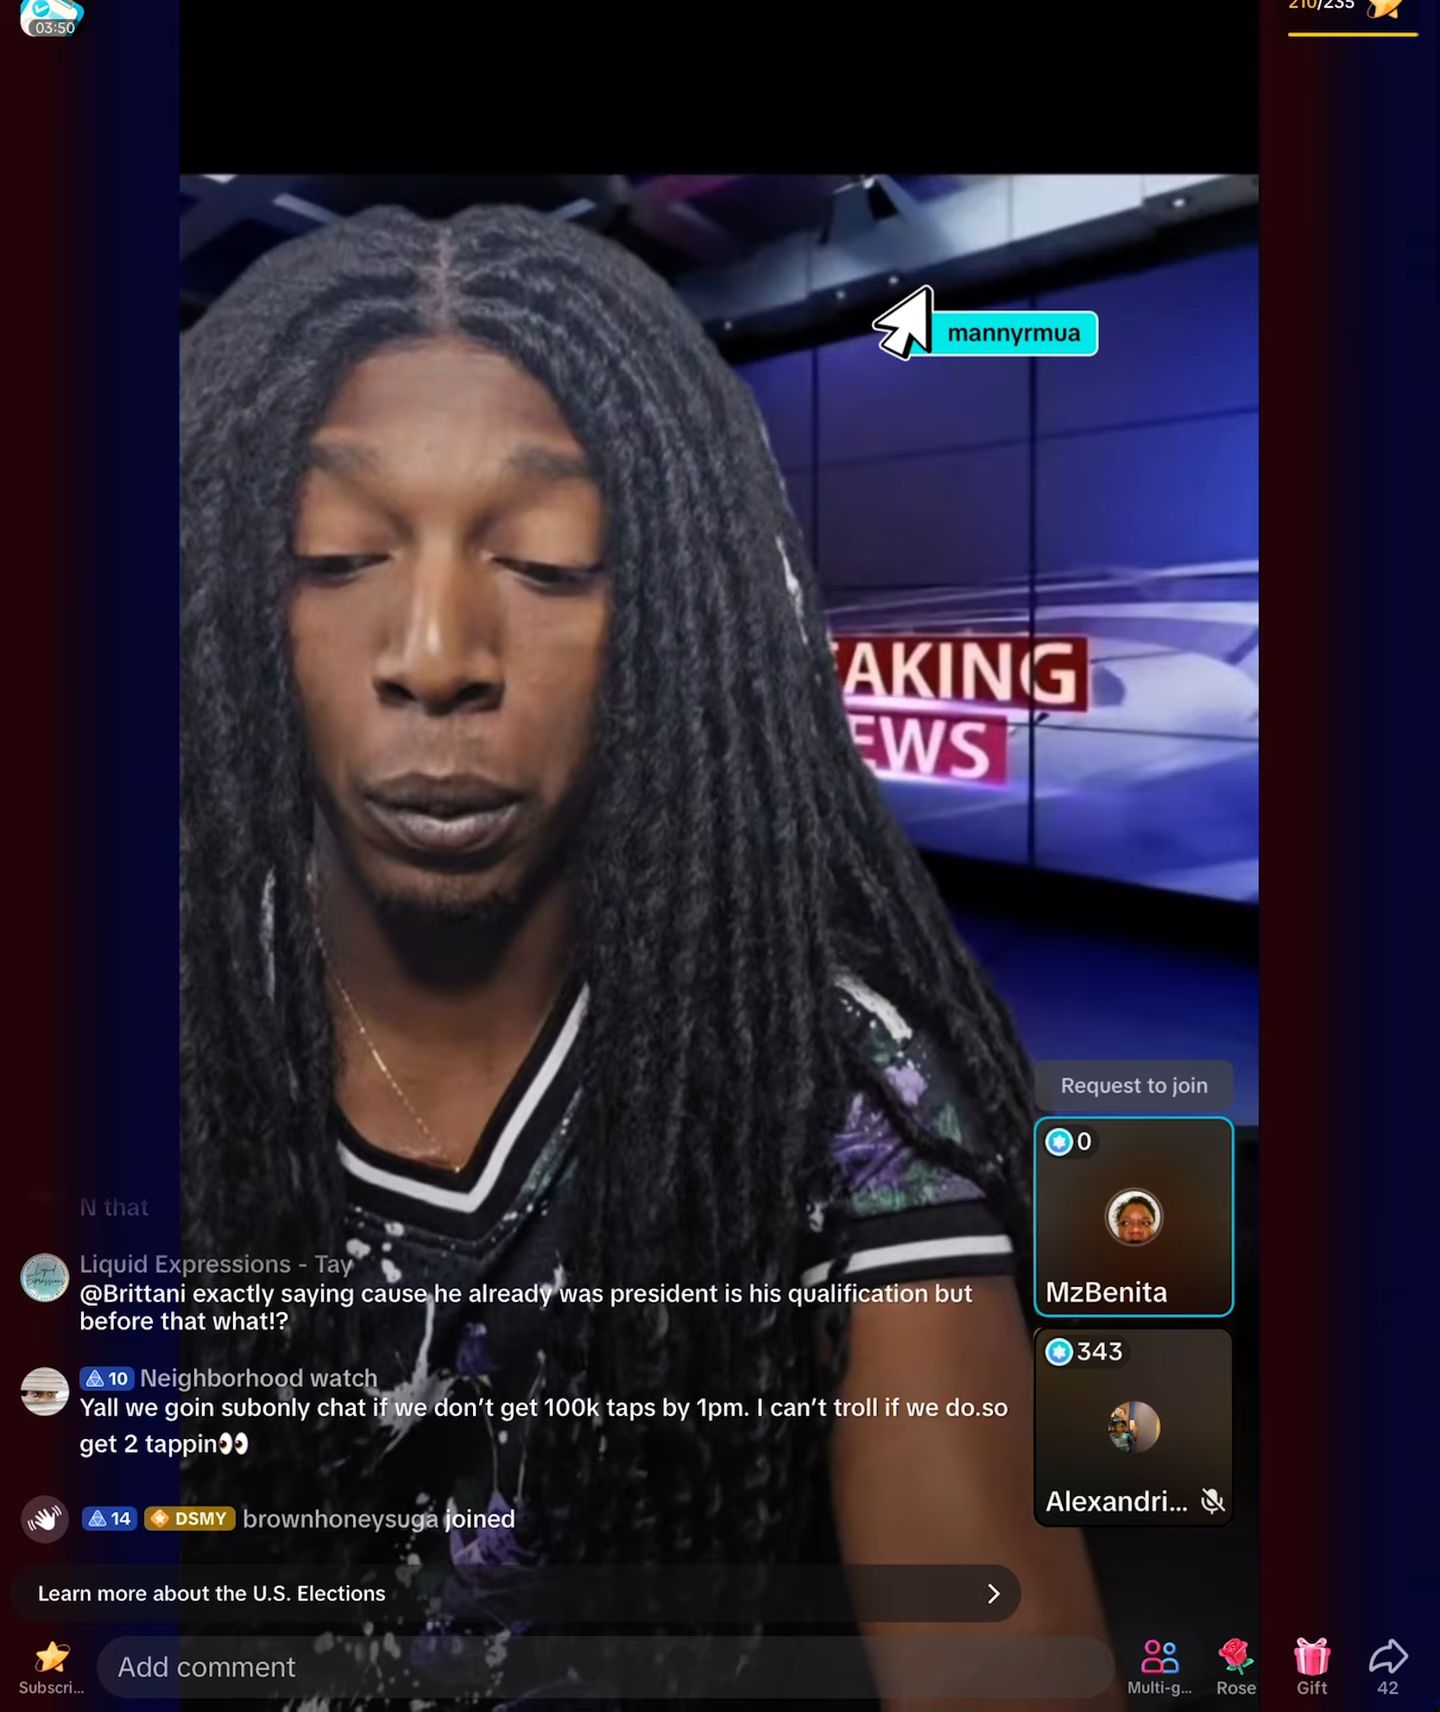 03:50
210/235
mannyrmua
AKING
EWS
Request to join
0
MzBenita
343
Alexandri...
N that
Liquid Expressions - Tay
@Brittani exactly saying cause he already was president is his qualification but
before that what!?
10 Neighborhood watch
Yall we goin subonly chat if we don't get 100k taps by 1pm. I can't troll if we do.so
get 2 tappin👀
14 DSMY brownhoneysuga joined
Learn more about the U.S. Elections
Subscri...
Add comment
Multi-g...
Rose
Gift
42